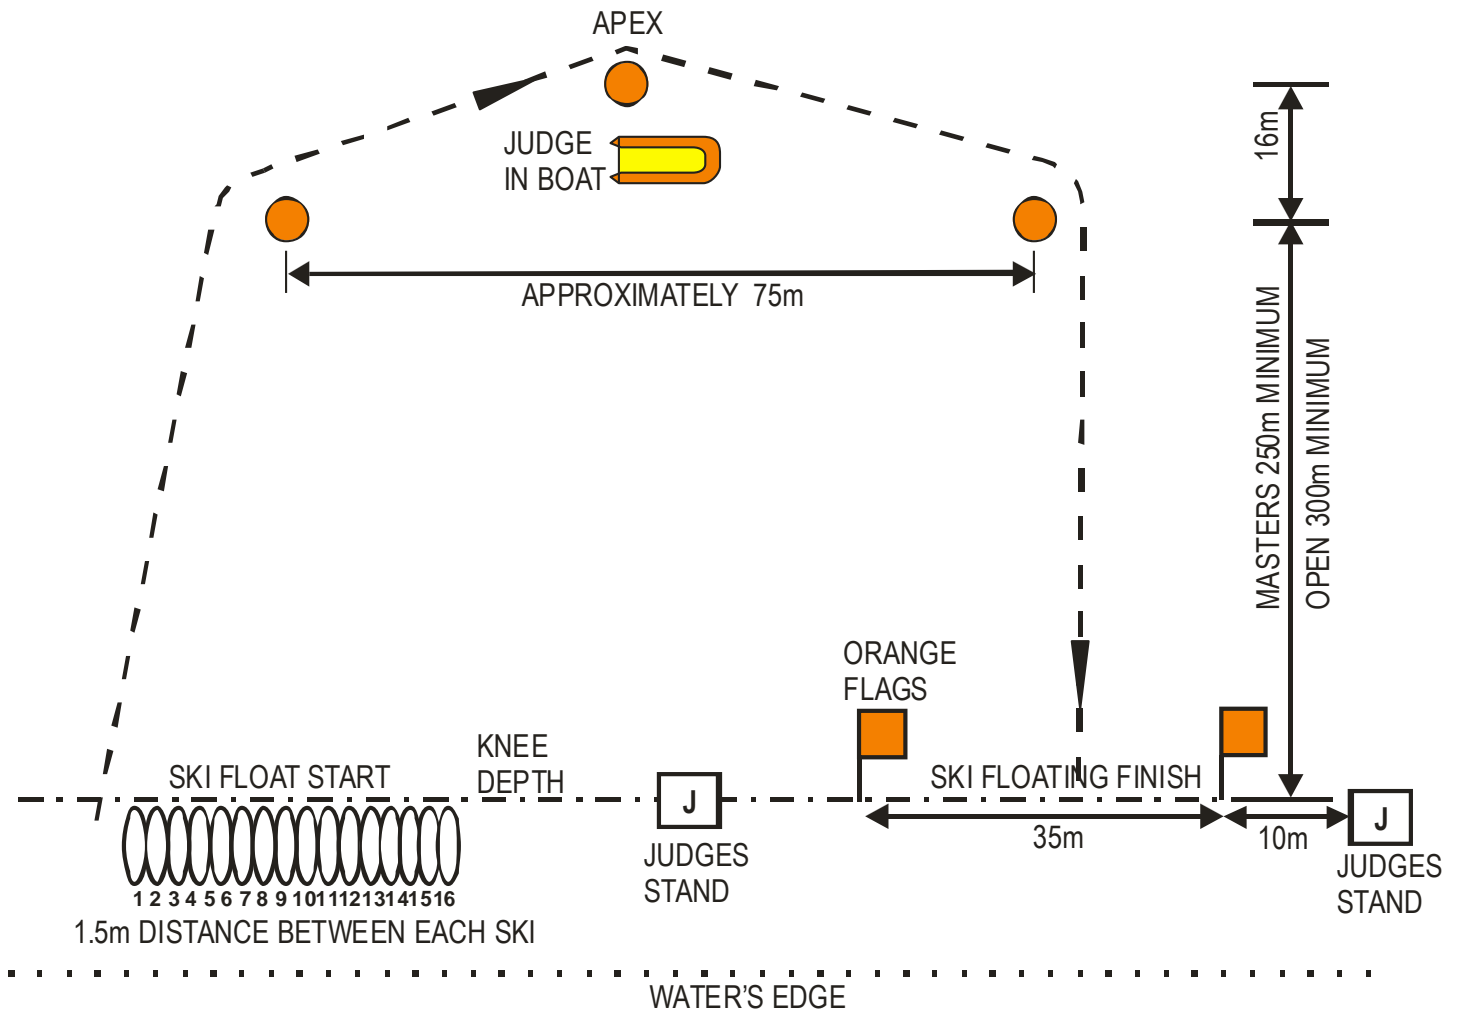 APEX
JUDGE
IN BOAT
16m
APPROXIMATELY 75m
MASTERS 250m MINIMUM
OPEN 300m MINIMUM
ORANGE
FLAGS
KNEE
DEPTH
SKI FLOAT START
SKI FLOATING FINISH
J
35m
10m
J
JUDGES
STAND
JUDGES
STAND
1 2 3 4 5 6 7 8 9 10 11 12 13 14 15 16
1.5m DISTANCE BETWEEN EACH SKI
WATER'S EDGE